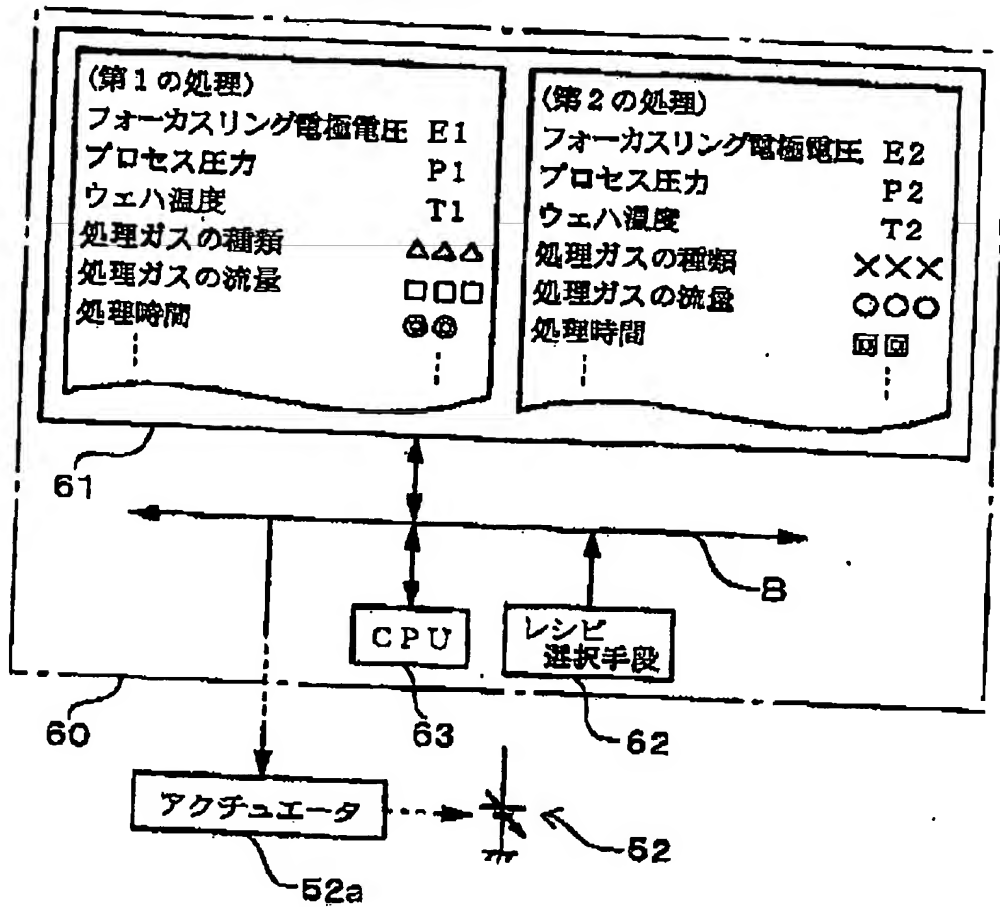 (第1の処理)
フォーカスリング電極電圧 E1
プロセス圧力 P1
ウェハ温度 T1
処理ガスの種類 △△△
処理ガスの流量 □□□
処理時間 ◎◎
(第2の処理)
フォーカスリング電極電圧 E2
プロセス圧力 P2
ウェハ温度 T2
処理ガスの種類 ×××
処理ガスの流量 ○○○
処理時間 回回
61
B
CPU
レシピ
選択手段
60
63
62
アクチュエータ
52
52a